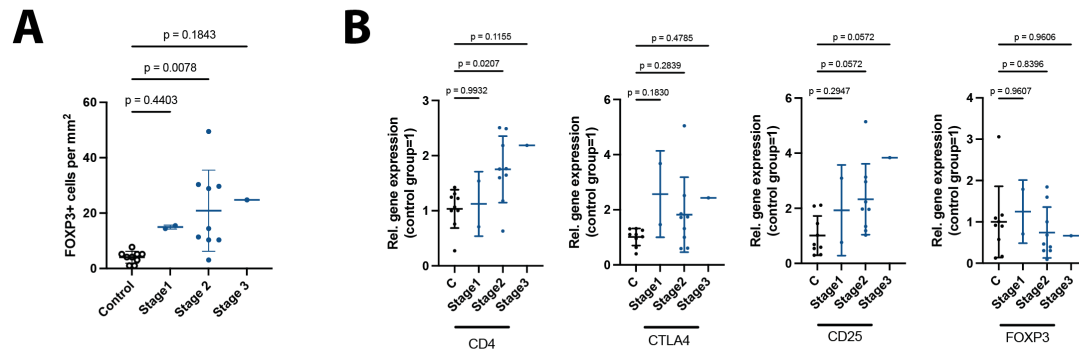 A
p = 0.1843
p = 0.0078
p = 0.4403
60
40
20
0
FOXP3+ cells per mm2
Control
Stage1
Stage 2
Stage 3
B
p = 0.1155
p = 0.0207
p = 0.9932
3
2
1
0
Rel. gene expression
(control group=1)
C
Stage1
Stage2
Stage3
CD4
p = 0.4785
p = 0.2839
p = 0.1830
6
4
2
0
Rel. gene expression
(control group=1)
C
Stage1
Stage2
Stage3
CTLA4
p = 0.0572
p = 0.0572
p = 0.2947
6
4
2
0
Rel. gene expression
(control group=1)
C
Stage1
Stage2
Stage3
CD25
p = 0.9606
p = 0.8396
p = 0.9607
4
3
2
1
0
Rel. gene expression
(control group=1)
C
Stage1
Stage2
Stage3
FOXP3